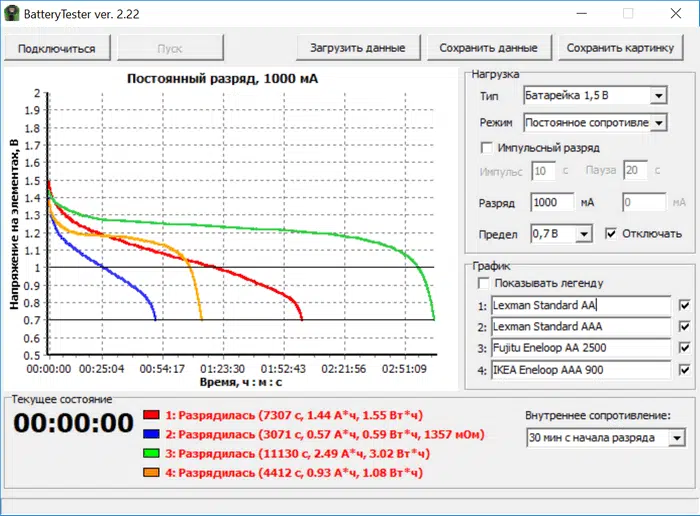 BatteryTester ver. 2.22
Подключиться
Пуск
Загрузить данные
Сохранить данные
Сохранить картинку
Постоянный разряд, 1000 мА
Напряжение на элементах, В
2
1.9
1.8
1.7
1.6
1.5
1.4
1.3
1.2
1.1
1
0.9
0.8
0.7
0.6
0.5
00:00:00 00:25:04 00:54:17 01:23:30 01:52:43 02:21:56 02:51:09
Время, ч : м : с
Нагрузка
Тип Батарейка 1,5 В
Режим Постоянное сопротивле
Импульсный разряд
Импульс 10 с Пауза 20 с
Разряд 1000 мА 0 мА
Предел 0,7 В Отключать
График
Показывать легенду
1: Lexman Standard AA
2: Lexman Standard AAA
3: Fujitu Eneloop AA 2500
4: IKEA Eneloop AAA 900
Текущее состояние
00:00:00
1: Разрядилась (7307 с, 1.44 А*ч, 1.55 Вт*ч)
2: Разрядилась (3071 с, 0.57 А*ч, 0.59 Вт*ч, 1357 мОм)
3: Разрядилась (11130 с, 2.49 А*ч, 3.02 Вт*ч)
4: Разрядилась (4412 с, 0.93 А*ч, 1.08 Вт*ч)
Внутреннее сопротивление:
30 мин с начала разряда